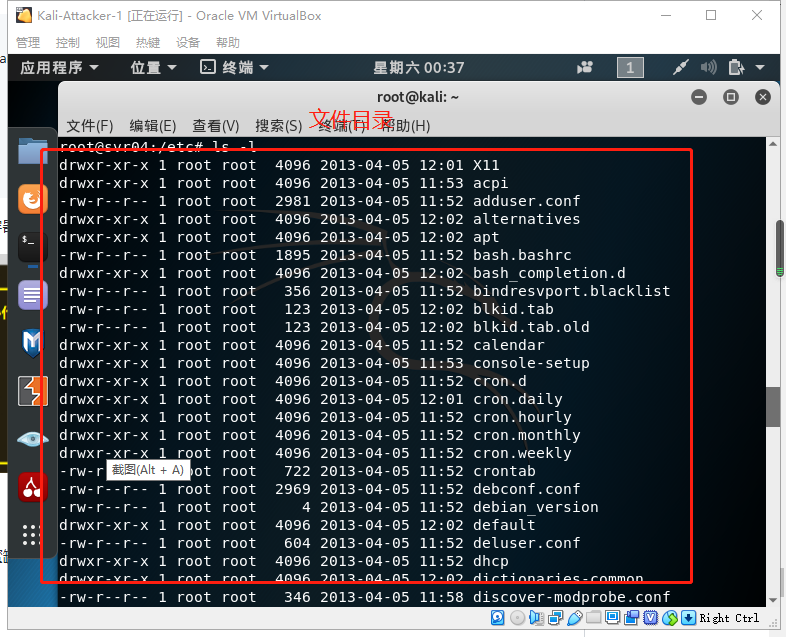 Kali-Attacker-1 [正在运行] - Oracle VM VirtualBox
管理 控制 视图 热键 设备 帮助
应用程序 位置 终端 星期六 00:37 1
root@kali: ~
文件目录
文件(F) 编辑(E) 查看(V) 搜索(S) 终端(T) 帮助(H)
root@svr04:/etc# ls -l
drwxr-xr-x 1 root root 4096 2013-04-05 12:01 X11
drwxr-xr-x 1 root root 4096 2013-04-05 11:53 acpi
-rw-r--r-- 1 root root 2981 2013-04-05 11:52 adduser.conf
drwxr-xr-x 1 root root 4096 2013-04-05 12:02 alternatives
drwxr-xr-x 1 root root 4096 2013-04-05 12:02 apt
-rw-r--r-- 1 root root 1895 2013-04-05 11:52 bash.bashrc
drwxr-xr-x 1 root root 4096 2013-04-05 12:02 bash_completion.d
-rw-r--r-- 1 root root 356 2013-04-05 11:52 bindresvport.blacklist
-rw-r--r-- 1 root root 123 2013-04-05 12:02 blkid.tab
-rw-r--r-- 1 root root 123 2013-04-05 12:02 blkid.tab.old
drwxr-xr-x 1 root root 4096 2013-04-05 11:52 calendar
drwxr-xr-x 1 root root 4096 2013-04-05 11:53 console-setup
drwxr-xr-x 1 root root 4096 2013-04-05 11:52 cron.d
drwxr-xr-x 1 root root 4096 2013-04-05 12:01 cron.daily
drwxr-xr-x 1 root root 4096 2013-04-05 11:52 cron.hourly
drwxr-xr-x 1 root root 4096 2013-04-05 11:52 cron.monthly
drwxr-xr-x 1 root root 4096 2013-04-05 11:52 cron.weekly
-rw-r 截图(Alt + A) root 722 2013-04-05 11:52 crontab
-rw-r--r-- 1 root root 2969 2013-04-05 11:52 debconf.conf
-rw-r--r-- 1 root root 4 2013-04-05 11:52 debian_version
drwxr-xr-x 1 root root 4096 2013-04-05 12:02 default
-rw-r--r-- 1 root root 604 2013-04-05 11:52 deluser.conf
drwxr-xr-x 1 root root 4096 2013-04-05 11:52 dhcp
drwxr-xr-x 1 root root 4096 2013-04-05 12:02 dictionaries-common
-rw-r--r-- 1 root root 346 2013-04-05 11:58 discover-modprobe.conf
Right Ctrl